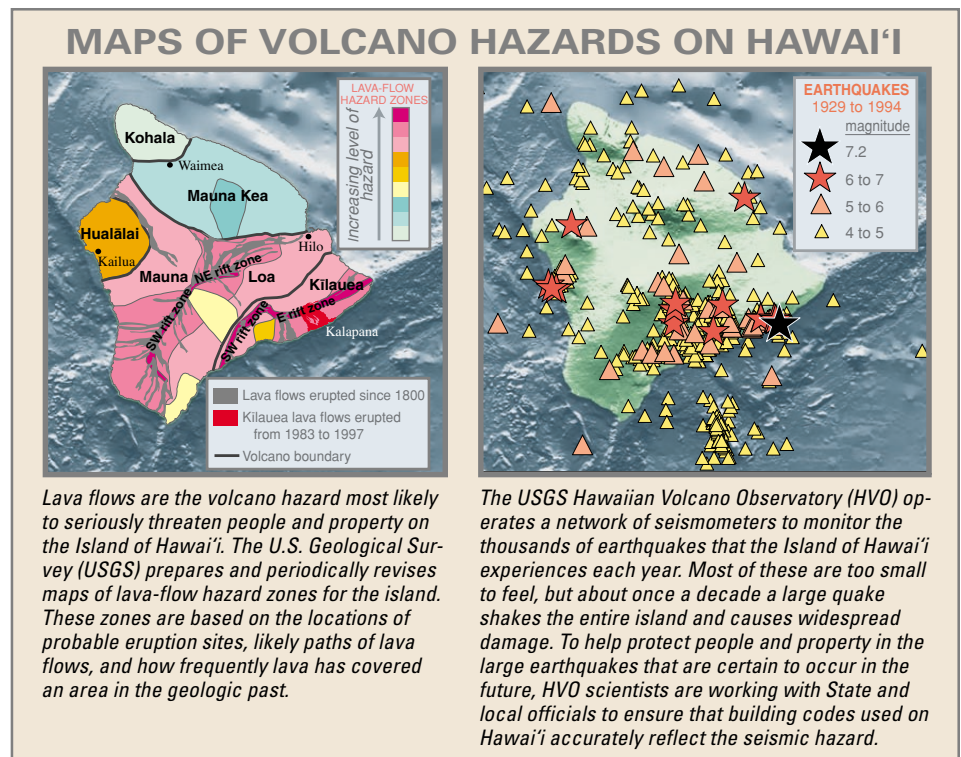 MAPS OF VOLCANO HAZARDS ON HAWAI‘I
LAVA-FLOW
HAZARD ZONES
Increasing level of
hazard
Kohala
Waimea
Mauna Kea
Hualālai
Kailua
Hilo
Mauna
Loa
NE rift zone
SW rift zone
Kīlauea
E rift zone
SW rift zone
Kalapana
Lava flows erupted since 1800
Kīlauea lava flows erupted
from 1983 to 1997
Volcano boundary
EARTHQUAKES
1929 to 1994
magnitude
7.2
6 to 7
5 to 6
4 to 5
Lava flows are the volcano hazard most likely
to seriously threaten people and property on
the Island of Hawai‘i. The U.S. Geological Sur-
vey (USGS) prepares and periodically revises
maps of lava-flow hazard zones for the island.
These zones are based on the locations of
probable eruption sites, likely paths of lava
flows, and how frequently lava has covered
an area in the geologic past.
The USGS Hawaiian Volcano Observatory (HVO) op-
erates a network of seismometers to monitor the
thousands of earthquakes that the Island of Hawai‘i
experiences each year. Most of these are too small
to feel, but about once a decade a large quake
shakes the entire island and causes widespread
damage. To help protect people and property in the
large earthquakes that are certain to occur in the
future, HVO scientists are working with State and
local officials to ensure that building codes used on
Hawai‘i accurately reflect the seismic hazard.